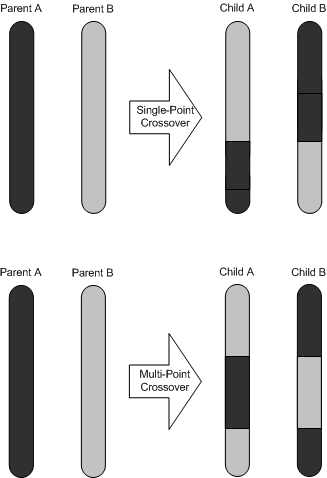 Parent A
Parent B
Child A
Child B
Single-Point
Crossover
Parent A
Parent B
Child A
Child B
Multi-Point
Crossover